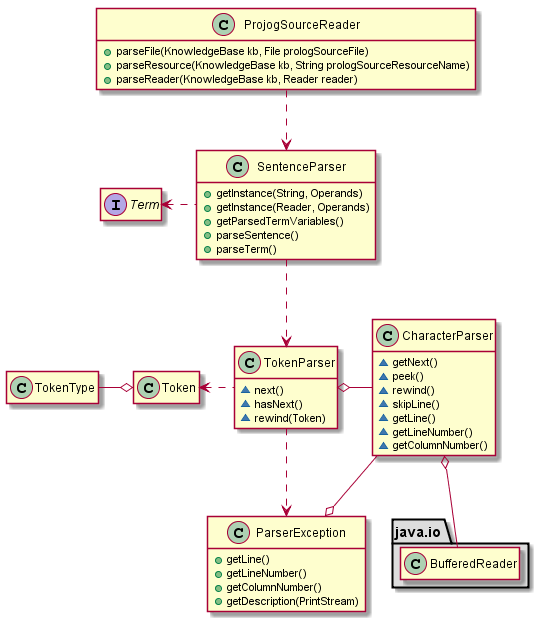 C ProjogSourceReader
parseFile(KnowledgeBase kb, File prologSourceFile)
parseResource(KnowledgeBase kb, String prologSourceResourceName)
parseReader(KnowledgeBase kb, Reader reader)
C SentenceParser
getInstance(String, Operands)
getInstance(Reader, Operands)
getParsedTermVariables()
parseSentence()
parseTerm()
I Term
C CharacterParser
getNext()
peek()
rewind()
skipLine()
getLine()
getLineNumber()
getColumnNumber()
C TokenParser
next()
hasNext()
rewind(Token)
C TokenType
C Token
C ParserException
getLine()
getLineNumber()
getColumnNumber()
getDescription(PrintStream)
java.io
C BufferedReader